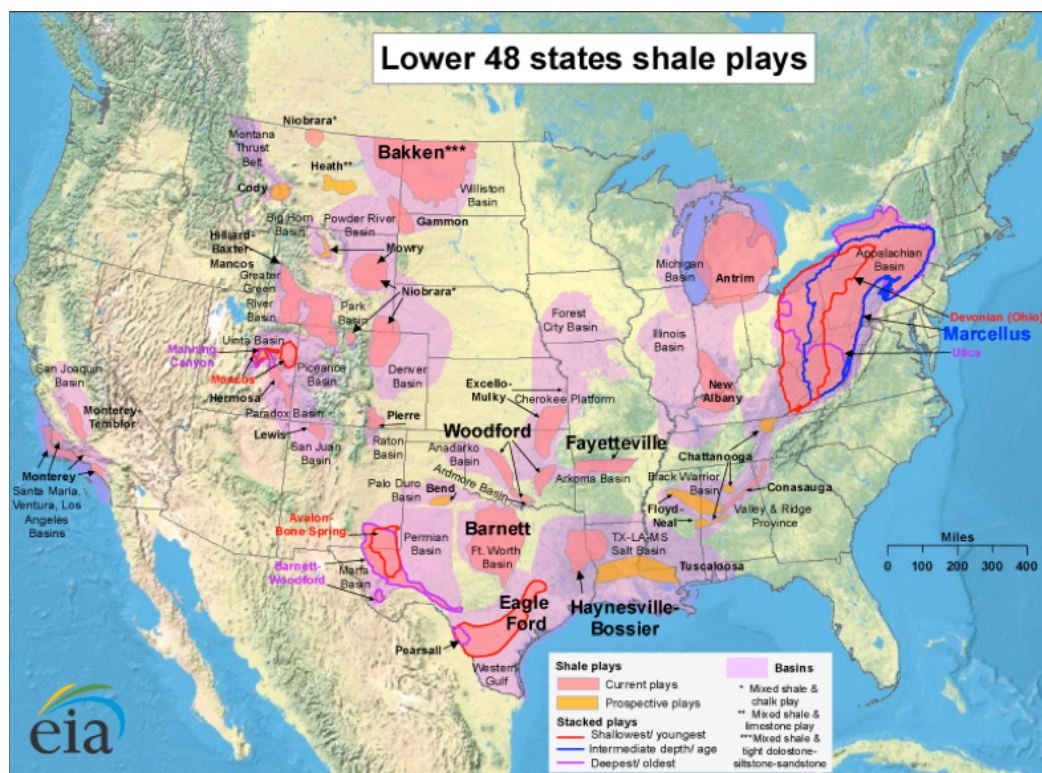 Lower 48 states shale plays
Niobrara*
Montana
Thrust
Belt
Bakken***
Heath**
Cody
Williston
Basin
Big Horn
Basin
Powder River
Basin
Gammon
Hilliard-
Baxter-
Mancos
Mowry
Greater
Green
River
Basin
Niobrara*
Park
Basin
Michigan
Basin
Antrim
Appalachian
Basin
Devonian (Ohio)
Marcellus
Utica
Forest
City Basin
Illinois
Basin
Uinta Basin
Manning
Canyon
Mancos
Piceance
Basin
Denver
Basin
San Joaquin
Basin
Hermosa
Paradox Basin
Excello-
Mulky
Cherokee Platform
New
Albany
Monterey-
Temblor
Pierre
Lewis
San Juan
Basin
Raton
Basin
Woodford
Anadarko
Basin
Fayetteville
Arkoma Basin
Chattanooga
Monterey
Santa Maria,
Ventura, Los
Angeles
Basins
Palo Duro
Basin
Bend
Ardmore Basin
Black Warrior
Basin
Conasauga
Floyd-
Neal
Valley & Ridge
Province
Avalon-
Bone Spring
Permian
Basin
Barnett
Ft. Worth
Basin
TX-LA-MS
Salt Basin
Tuscaloosa
Barnett-
Woodford
Marfa
Basin
Eagle
Ford
Haynesville-
Bossier
Pearsall
Western
Gulf
Miles
0 100 200 300 400
Shale plays
Current plays
Prospective plays
Stacked plays
Shallowest/ youngest
Intermediate depth/ age
Deepest/ oldest
Basins
* Mixed shale &
chalk play
** Mixed shale &
limestone play
***Mixed shale &
tight dolostone-
siltstone-sandstone
eia